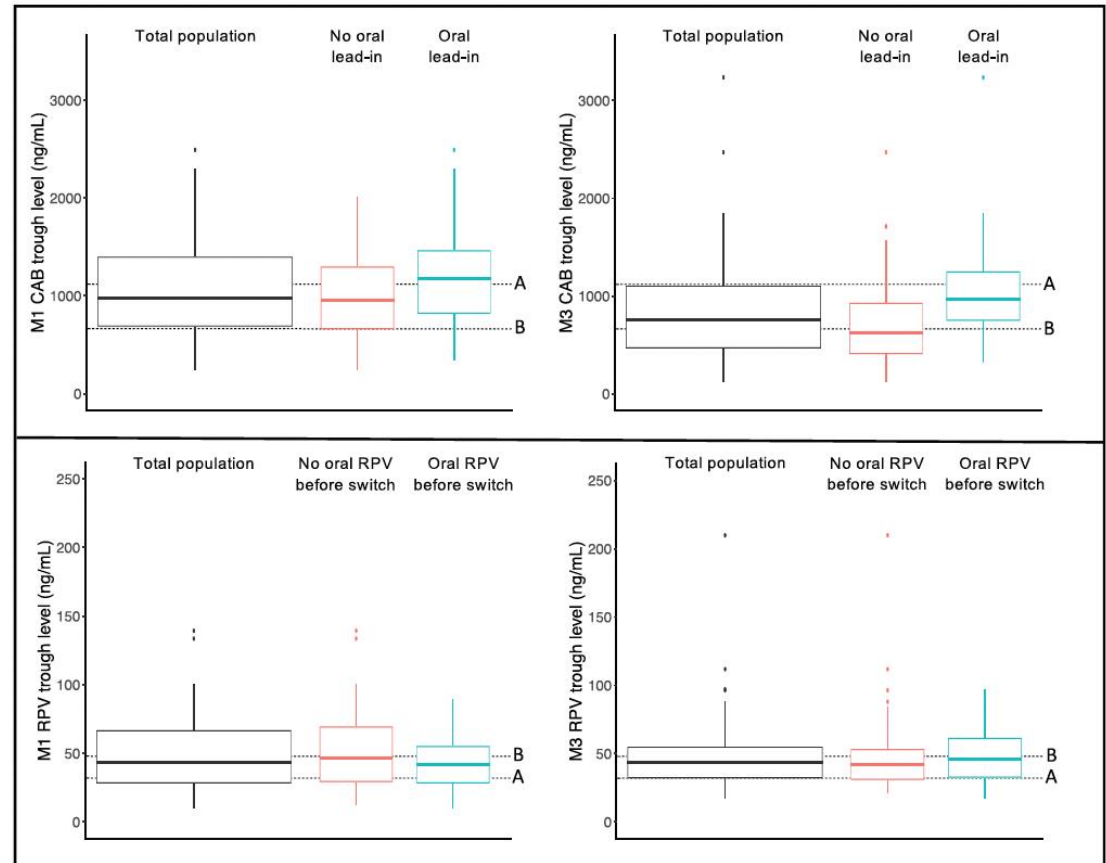 Total population
No oral
lead-in
Oral
lead-in
M1 CAB trough level (ng/mL)
3000
2000
1000
0
A
B
Total population
No oral
lead-in
Oral
lead-in
M3 CAB trough level (ng/mL)
3000
2000
1000
0
A
B
Total population
No oral RPV
before switch
Oral RPV
before switch
M1 RPV trough level (ng/mL)
250
200
150
100
50
0
B
A
Total population
No oral RPV
before switch
Oral RPV
before switch
M3 RPV trough level (ng/mL)
250
200
150
100
50
0
B
A